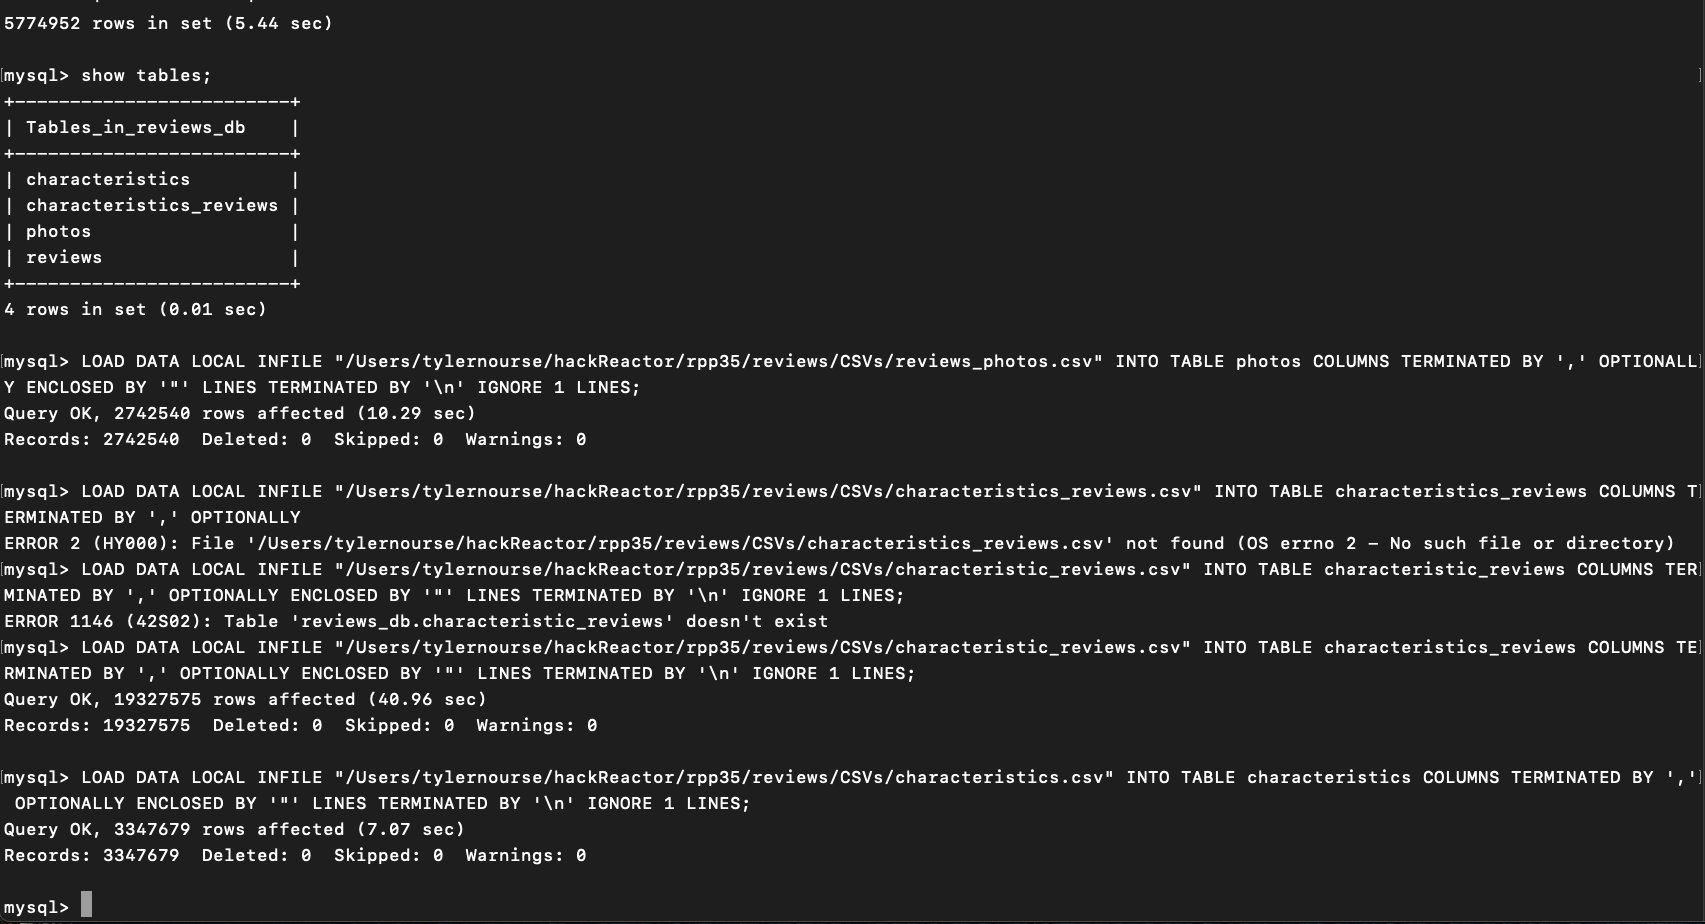 5774952 rows in set (5.44 sec)
mysql> show tables;
+-------------------------+
| Tables_in_reviews_db    |
+-------------------------+
| characteristics         |
| characteristics_reviews |
| photos                  |
| reviews                 |
+-------------------------+
4 rows in set (0.01 sec)
[mysql> LOAD DATA LOCAL INFILE "/Users/tylernourse/hackReactor/rpp35/reviews/CSVs/reviews_photos.csv" INTO TABLE photos COLUMNS TERMINATED BY ',' OPTIONALL]
Y ENCLOSED BY '"' LINES TERMINATED BY '\n' IGNORE 1 LINES;
Query OK, 2742540 rows affected (10.29 sec)
Records: 2742540  Deleted: 0  Skipped: 0  Warnings: 0
[mysql> LOAD DATA LOCAL INFILE "/Users/tylernourse/hackReactor/rpp35/reviews/CSVs/characteristics_reviews.csv" INTO TABLE characteristics_reviews COLUMNS T]
ERMINATED BY ',' OPTIONALLY
ERROR 2 (HY000): File '/Users/tylernourse/hackReactor/rpp35/reviews/CSVs/characteristics_reviews.csv' not found (OS errno 2 - No such file or directory)
[mysql> LOAD DATA LOCAL INFILE "/Users/tylernourse/hackReactor/rpp35/reviews/CSVs/characteristic_reviews.csv" INTO TABLE characteristic_reviews COLUMNS TER]
MINATED BY ',' OPTIONALLY ENCLOSED BY '"' LINES TERMINATED BY '\n' IGNORE 1 LINES;
ERROR 1146 (42S02): Table 'reviews_db.characteristic_reviews' doesn't exist
[mysql> LOAD DATA LOCAL INFILE "/Users/tylernourse/hackReactor/rpp35/reviews/CSVs/characteristic_reviews.csv" INTO TABLE characteristics_reviews COLUMNS TE]
RMINATED BY ',' OPTIONALLY ENCLOSED BY '"' LINES TERMINATED BY '\n' IGNORE 1 LINES;
Query OK, 19327575 rows affected (40.96 sec)
Records: 19327575  Deleted: 0  Skipped: 0  Warnings: 0
[mysql> LOAD DATA LOCAL INFILE "/Users/tylernourse/hackReactor/rpp35/reviews/CSVs/characteristics.csv" INTO TABLE characteristics COLUMNS TERMINATED BY ',']
 OPTIONALLY ENCLOSED BY '"' LINES TERMINATED BY '\n' IGNORE 1 LINES;
Query OK, 3347679 rows affected (7.07 sec)
Records: 3347679  Deleted: 0  Skipped: 0  Warnings: 0
mysql>